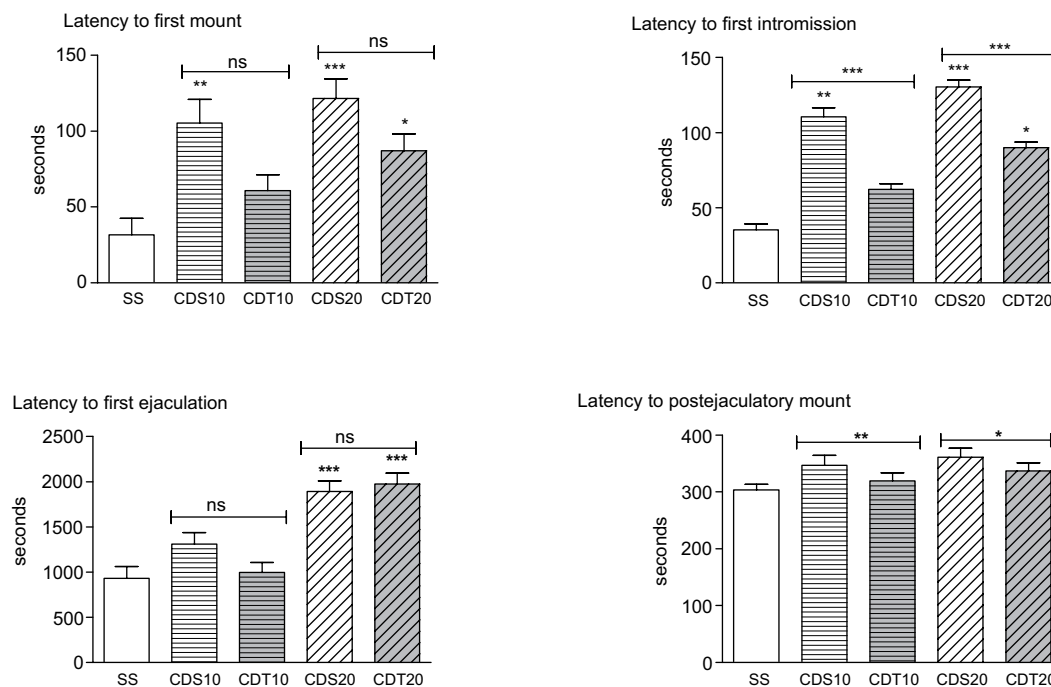 Latency to first mount
ns
ns
150
100
50
0
seconds
**
***
*
SS CDS10 CDT10 CDS20 CDT20
Latency to first intromission
***
***
150
100
50
0
seconds
**
***
*
SS CDS10 CDT10 CDS20 CDT20
Latency to first ejaculation
ns
ns
2500
2000
1500
1000
500
0
seconds
***
***
SS CDS10 CDT10 CDS20 CDT20
Latency to postejaculatory mount
**
*
400
300
200
100
0
seconds
SS CDS10 CDT10 CDS20 CDT20